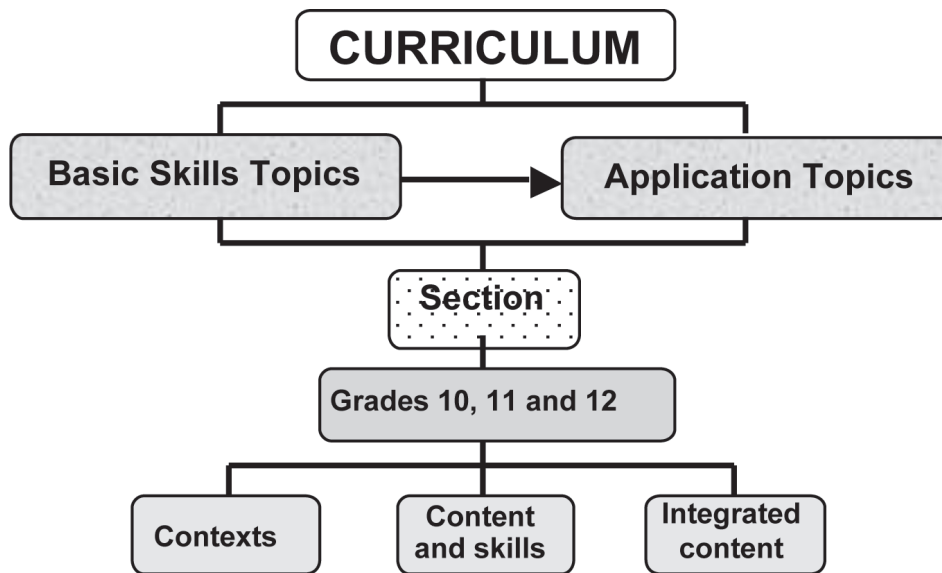 CURRICULUM
Basic Skills Topics
Application Topics
Section
Grades 10, 11 and 12
Contexts
Content
and skills
Integrated
content